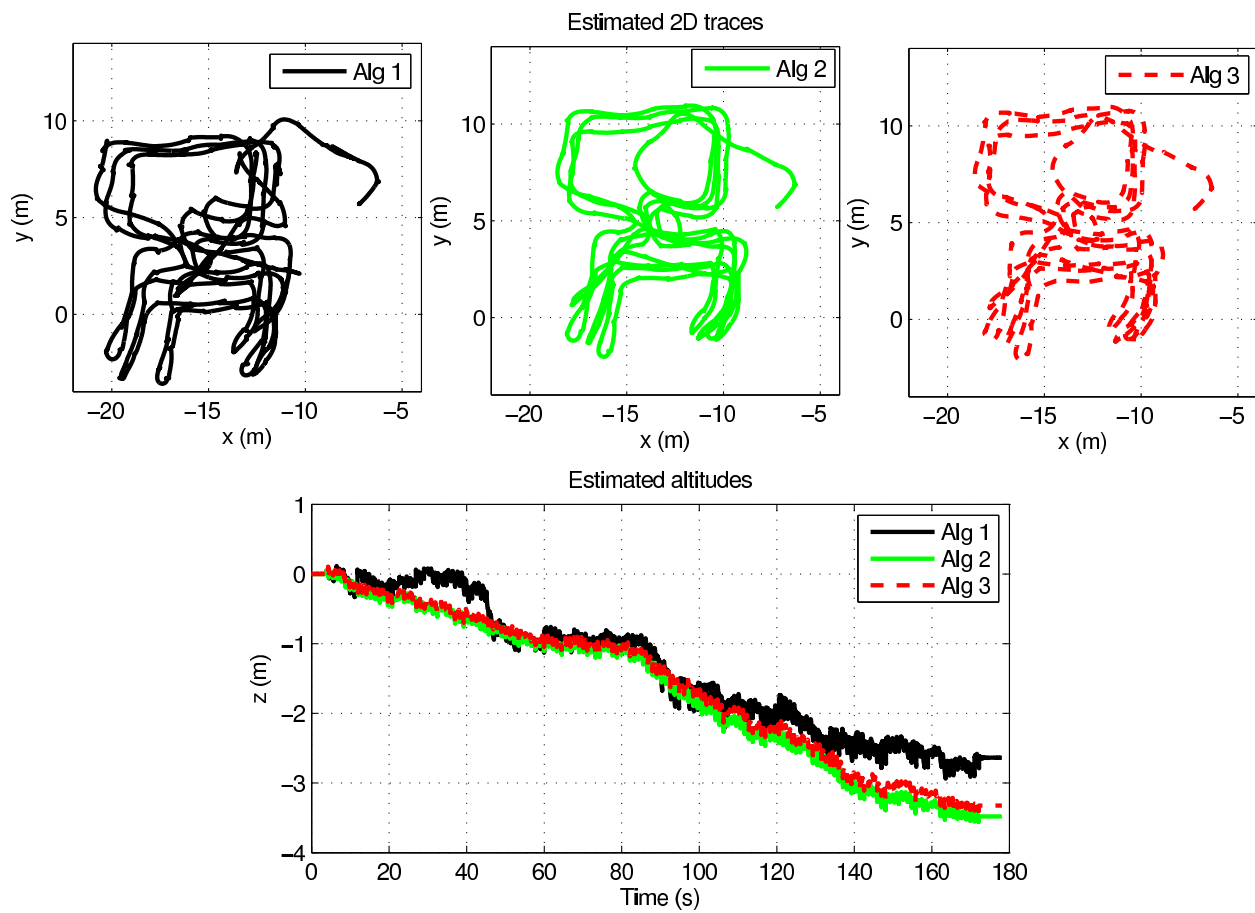 Estimated 2D traces
Alg 1
Alg 2
Alg 3
10
5
0
y (m)
−20 −15 −10 −5
x (m)
10
5
0
y (m)
−20 −15 −10 −5
x (m)
10
5
0
y (m)
−20 −15 −10 −5
x (m)
Estimated altitudes
1
0
−1
−2
−3
−4
z (m)
Alg 1
Alg 2
Alg 3
0 20 40 60 80 100 120 140 160 180
Time (s)